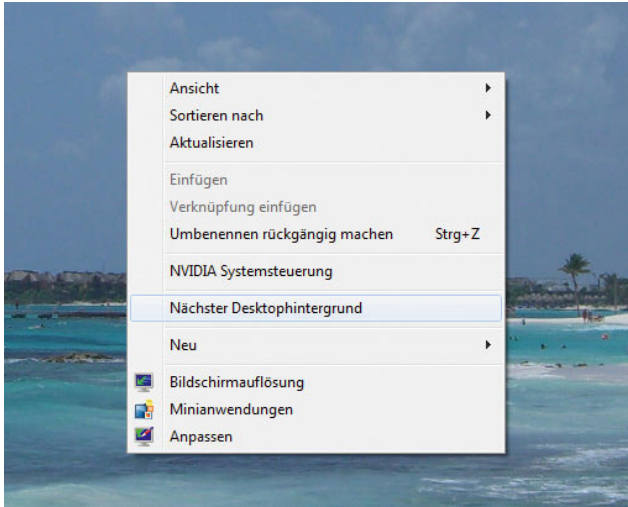 Ansicht
Sortieren nach
Aktualisieren
Einfügen
Verknüpfung einfügen
Umbenennen rückgängig machen Strg+Z
NVIDIA Systemsteuerung
Nächster Desktophintergrund
Neu
Bildschirmauflösung
Minianwendungen
Anpassen